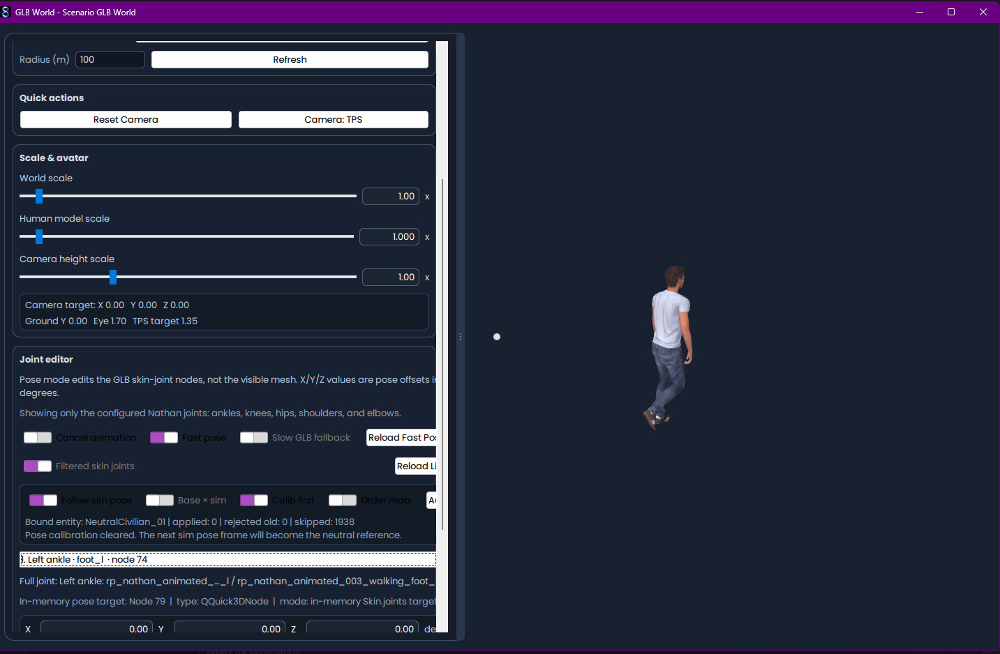 GLB World - Scenario GLB World
Radius (m) 100 Refresh
Quick actions
Reset Camera Camera: TPS
Scale & avatar
World scale
1.00 x
Human model scale
1.000 x
Camera height scale
1.00 x
Camera target: X 0.00 Y 0.00 Z 0.00
Ground Y 0.00 Eye 1.70 TPS target 1.35
Joint editor
Pose mode edits the GLB skin-joint nodes, not the visible mesh. X/Y/Z values are pose offsets in
degrees.
Showing only the configured Nathan joints: ankles, knees, hips, shoulders, and elbows.
Cancel animation Fast pose Slow GLB fallback Reload Fast Pos
Filtered skin joints Reload Li
Follow sim pose Base × sim Calib first Order map Au
Bound entity: NeutralCivilian_01 | applied: 0 | rejected old: 0 | skipped: 1938
Pose calibration cleared. The next sim pose frame will become the neutral reference.
1. Left ankle · foot_l · node 74
Full joint: Left ankle: rp_nathan_animated_…_l / rp_nathan_animated_003_walking_foot_
In-memory pose target: Node 79 | type: QQuick3DNode | mode: in-memory Skin.joints target
X 0.00 Y 0.00 Z 0.00 de